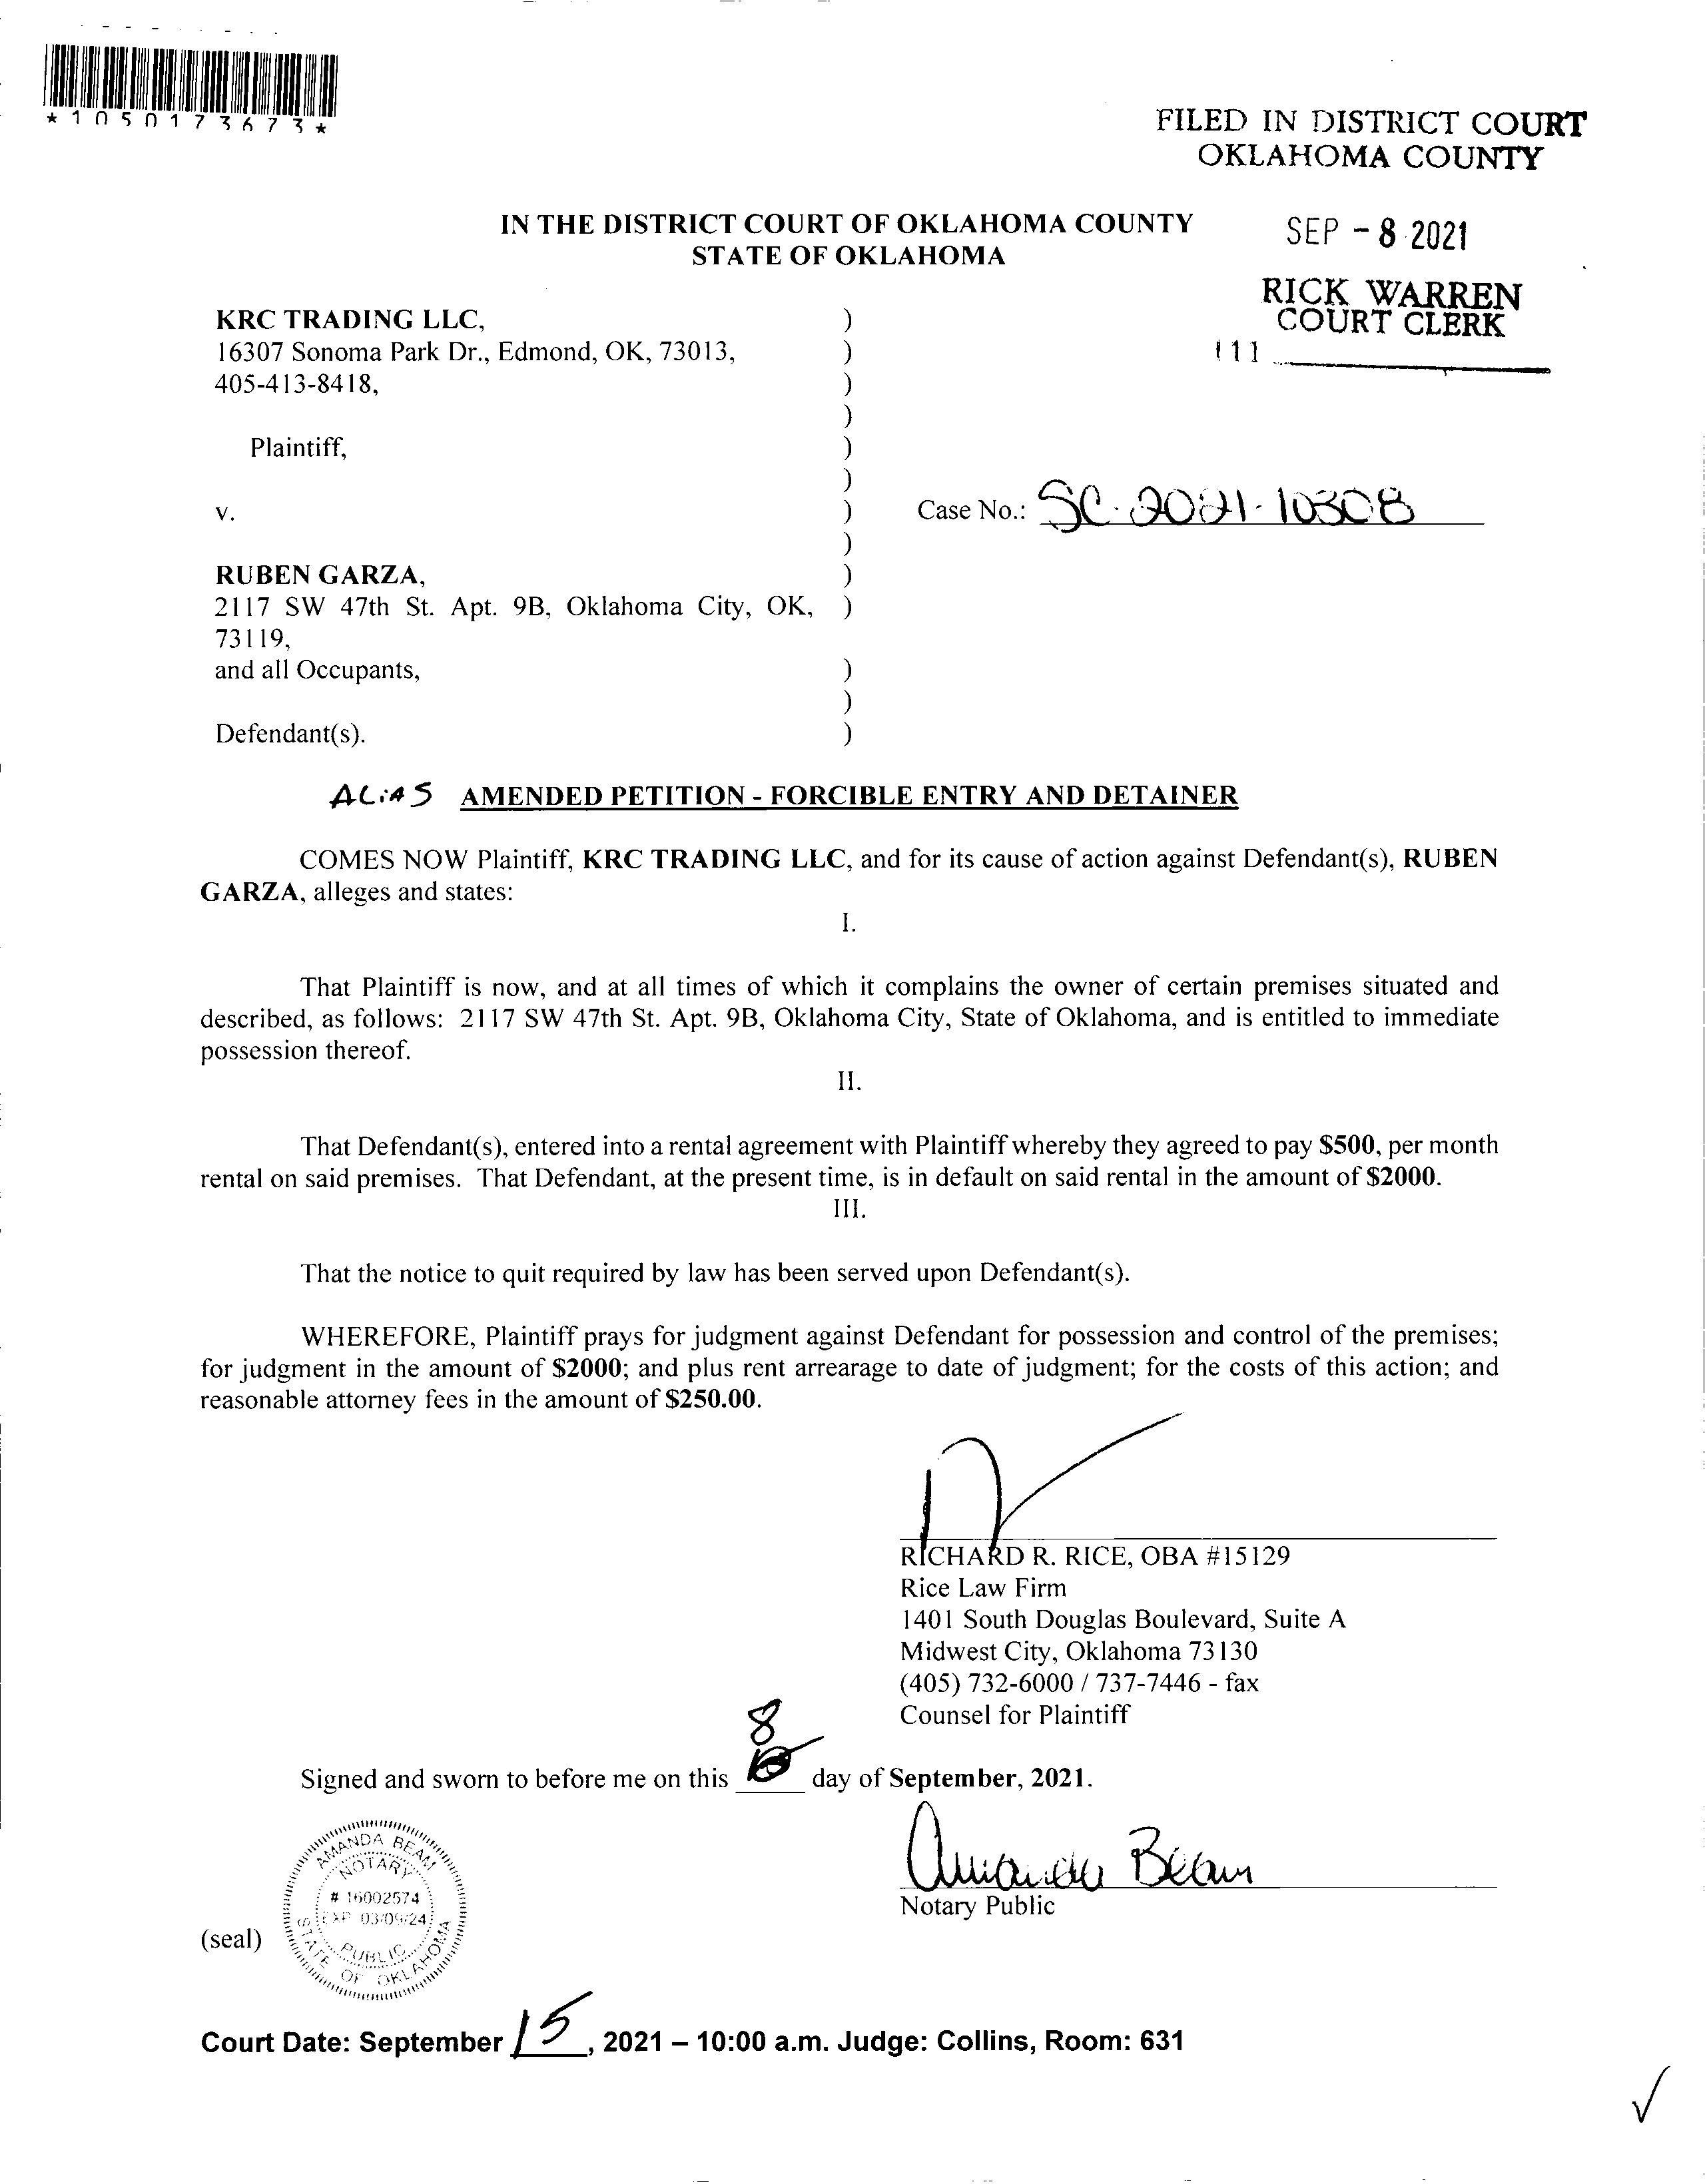 *1050173673*
FILED IN DISTRICT COURT
OKLAHOMA COUNTY
SEP - 8 2021
RICK WARREN
COURT CLERK
111
IN THE DISTRICT COURT OF OKLAHOMA COUNTY
STATE OF OKLAHOMA
KRC TRADING LLC, )
16307 Sonoma Park Dr., Edmond, OK, 73013, )
405-413-8418, )
)
Plaintiff, )
)
v. ) Case No.: SC-2021-10308
)
RUBEN GARZA, )
2117 SW 47th St. Apt. 9B, Oklahoma City, OK, )
73119,
and all Occupants, )
)
Defendant(s). )
ALiAS AMENDED PETITION - FORCIBLE ENTRY AND DETAINER
COMES NOW Plaintiff, KRC TRADING LLC, and for its cause of action against Defendant(s), RUBEN
GARZA, alleges and states:
I.
That Plaintiff is now, and at all times of which it complains the owner of certain premises situated and
described, as follows: 2117 SW 47th St. Apt. 9B, Oklahoma City, State of Oklahoma, and is entitled to immediate
possession thereof.
II.
That Defendant(s), entered into a rental agreement with Plaintiff whereby they agreed to pay $500, per month
rental on said premises. That Defendant, at the present time, is in default on said rental in the amount of $2000.
III.
That the notice to quit required by law has been served upon Defendant(s).
WHEREFORE, Plaintiff prays for judgment against Defendant for possession and control of the premises;
for judgment in the amount of $2000; and plus rent arrearage to date of judgment; for the costs of this action; and
reasonable attorney fees in the amount of $250.00.
RICHARD R. RICE, OBA #15129
Rice Law Firm
1401 South Douglas Boulevard, Suite A
Midwest City, Oklahoma 73130
(405) 732-6000 / 737-7446 - fax
Counsel for Plaintiff
Signed and sworn to before me on this 8 day of September, 2021.
Amanda Beam
Notary Public
(seal)
AMANDA BEAM
NOTARY
# 16002574
EXP 03/09/24
PUBLIC
STATE OF OKLAHOMA
Court Date: September 15, 2021 – 10:00 a.m. Judge: Collins, Room: 631